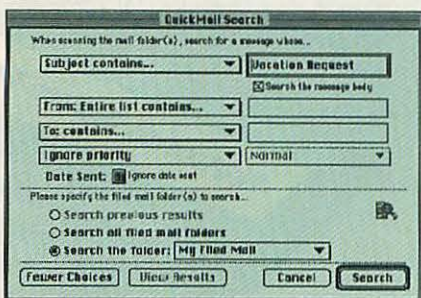 QuickMail Search
When scanning the mail folder(s), search for a message whose...
Subject contains... Vacation Request
Search the message body
From: Entire list contains...
To: contains...
Ignore priority Normal
Date Sent: Ignore date sent
Please specify the filed mail folder(s) to search...
Search previous results
Search all filed mail folders
Search the folder: My Filed Mail
Fewer Choices View Results Cancel Search